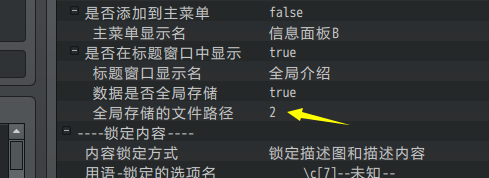 是否添加到主菜单 false
主菜单显示名 信息面板B
是否在标题窗口中显示 true
标题窗口显示名 全局介绍
数据是否全局存储 true
全局存储的文件路径 2
----锁定内容----
内容锁定方式 锁定描述图和描述内容
用语-锁定的选项名 \c[7]--未知--